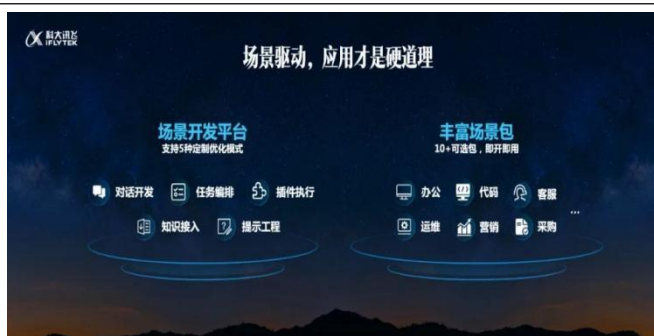 科大讯飞
iFLYTEK
场景驱动，应用才是硬道理
场景开发平台
支持5种定制优化模式
对话开发 任务编排 插件执行
知识接入 提示工程
丰富场景包
10+可选包，即开即用
办公 代码 客服
运维 营销 采购
...